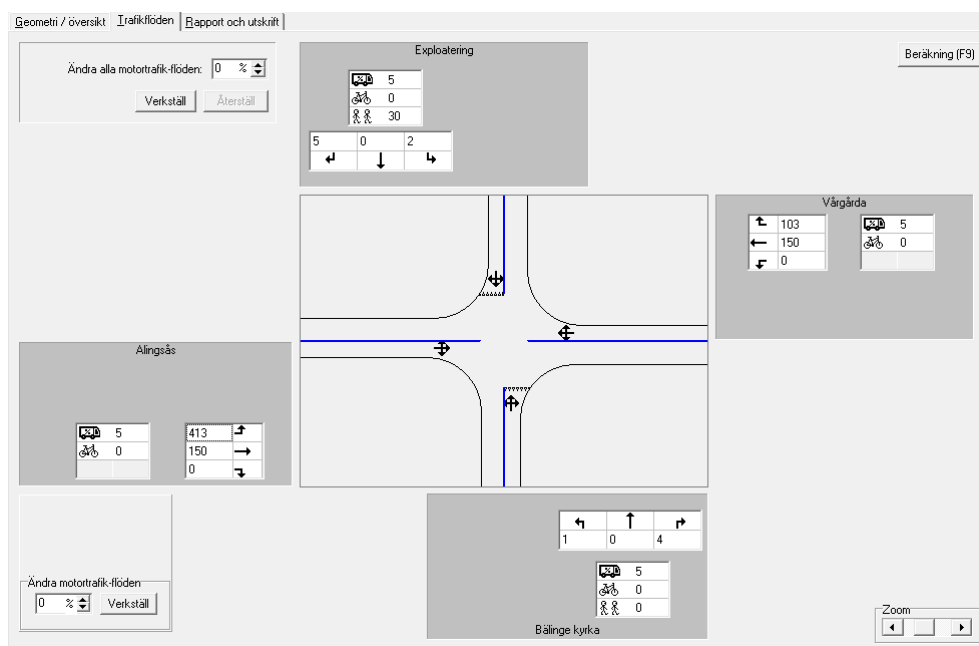 Geometri / översikt Trafikflöden Rapport och utskrift
Ändra alla motortrafik-flöden: 0 %
Verkställ Återställ
Exploatering
5
0
30
5 0 2
Beräkning (F9)
Vårgårda
103 5
150 0
0
Alingsås
5 413
0 150
0
Ändra motortrafik-flöden
0 % Verkställ
1 0 4
5
0
0
Bälinge kyrka
Zoom